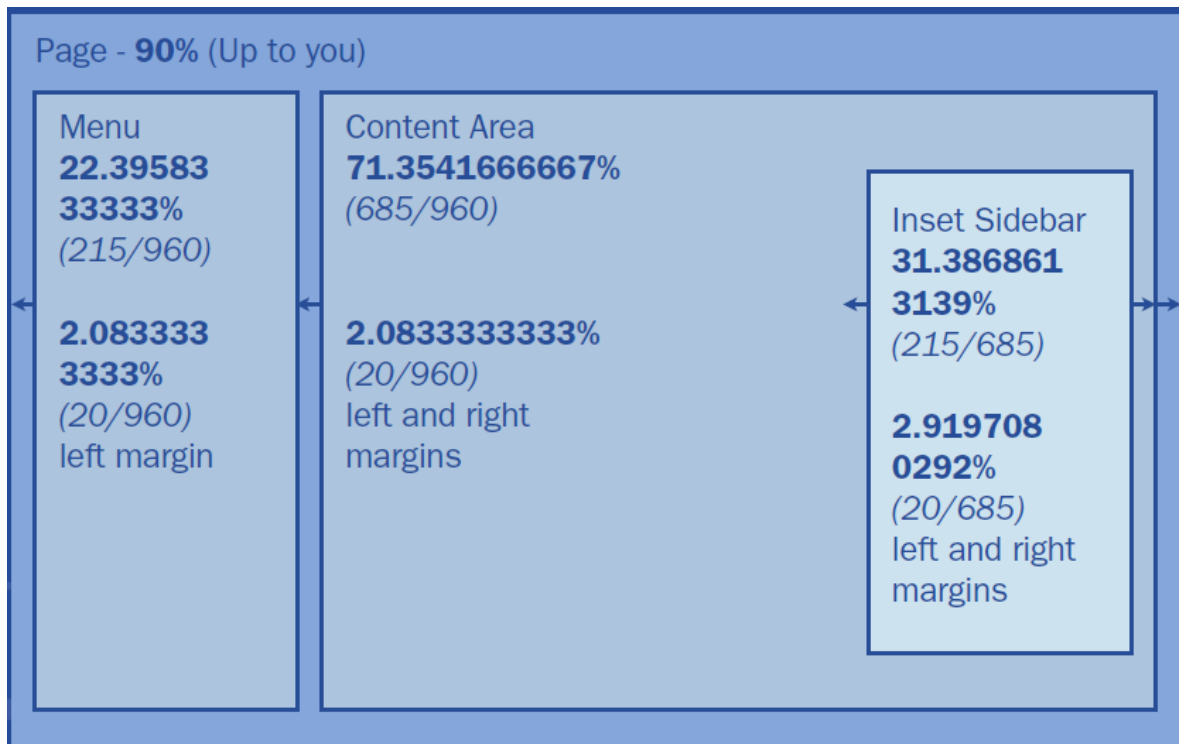 Page - 90% (Up to you)
Menu
22.39583
33333%
(215/960)
2.083333
3333%
(20/960)
left margin
Content Area
71.3541666667%
(685/960)
2.0833333333%
(20/960)
left and right
margins
Inset Sidebar
31.386861
3139%
(215/685)
2.919708
0292%
(20/685)
left and right
margins